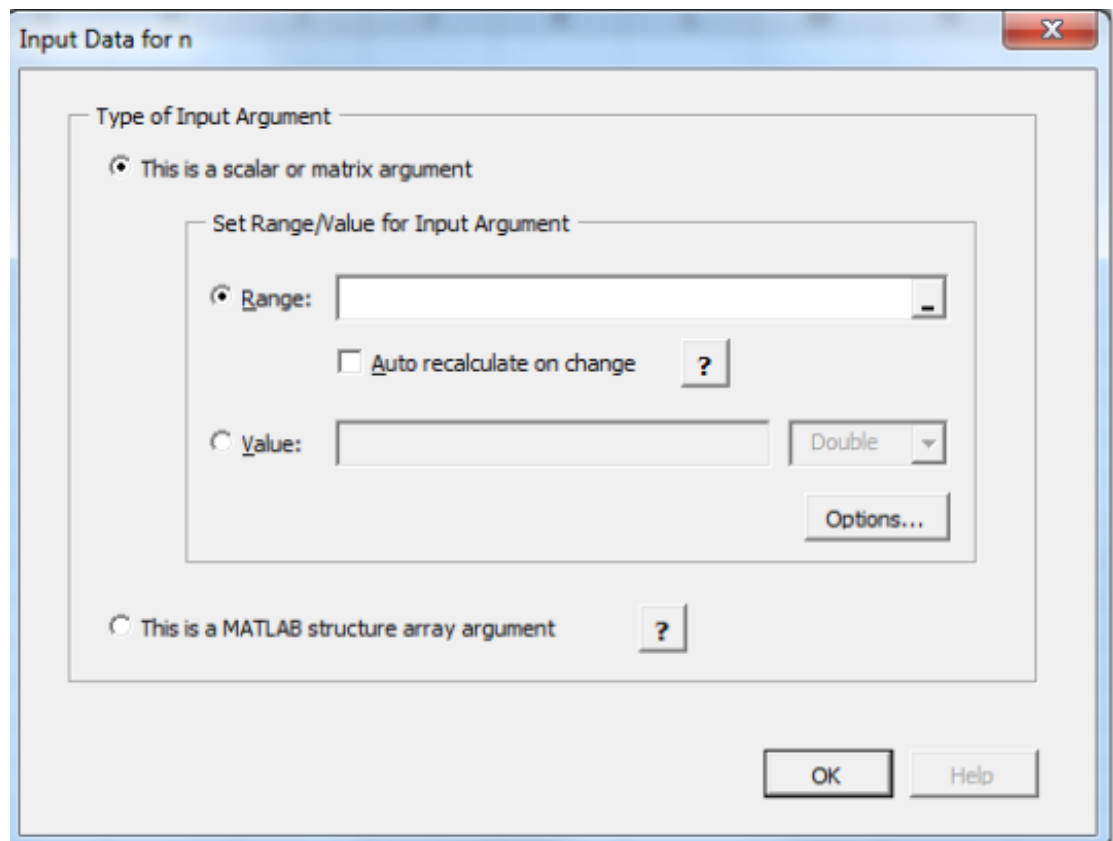 Input Data for n
Type of Input Argument
This is a scalar or matrix argument
Set Range/Value for Input Argument
Range:
Auto recalculate on change ?
Value: Double
Options...
This is a MATLAB structure array argument ?
OK Help